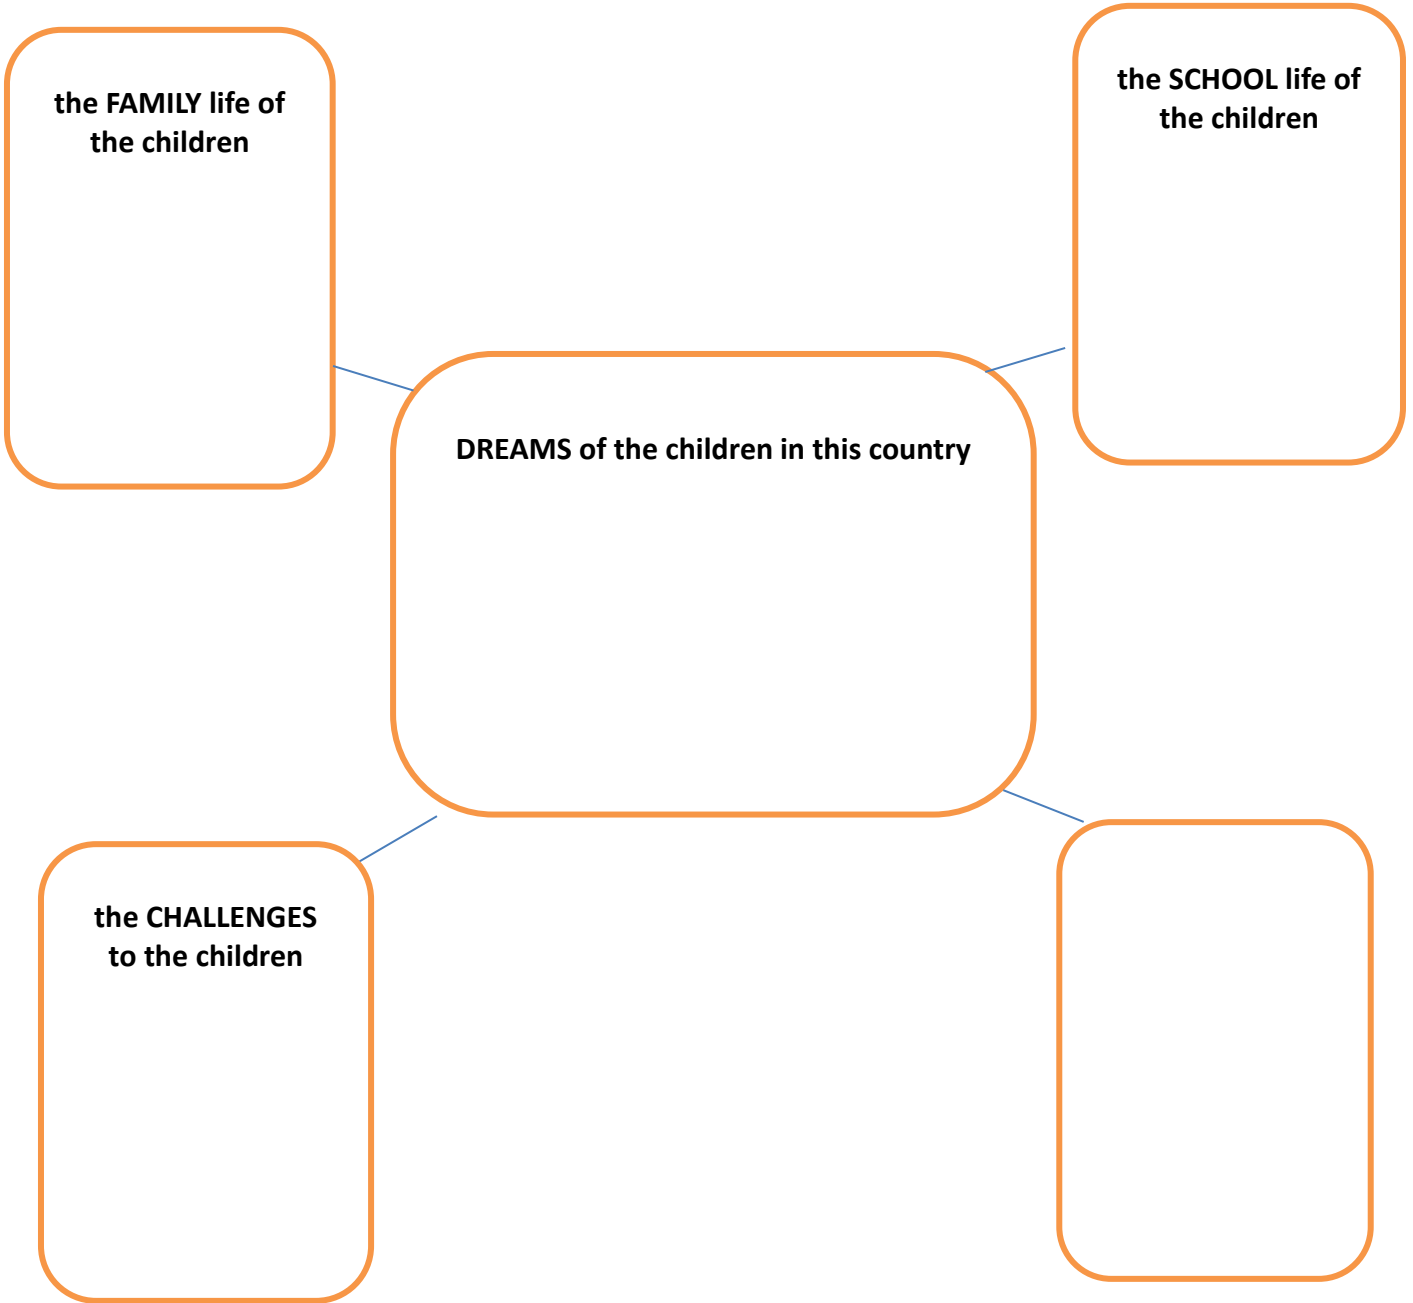 the FAMILY life of
the children
the SCHOOL life of
the children
DREAMS of the children in this country
the CHALLENGES
to the children